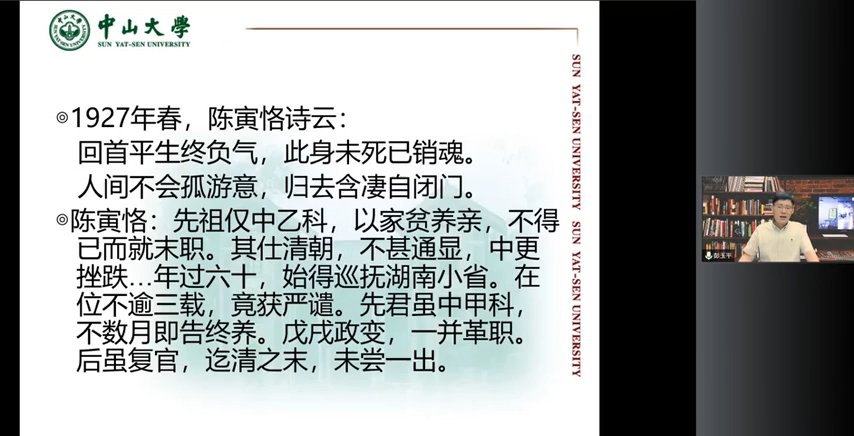 中山大學
SUN YAT-SEN UNIVERSITY
◎1927年春，陈寅恪诗云：
回首平生终负气，此身未死已销魂。
人间不会孤游意，归去含凄自闭门。
◎陈寅恪：先祖仅中乙科，以家贫养亲，不得
已而就末职。其仕清朝，不甚通显，中更
挫跌…年过六十，始得巡抚湖南小省。在
位不逾三载，竟获严谴。先君虽中甲科，
不数月即告终养。戊戌政变，一并革职。
后虽复官，迄清之末，未尝一出。
SUN YAT-SEN UNIVERSITY SUN YAT-SEN UNIVERSITY
彭玉平